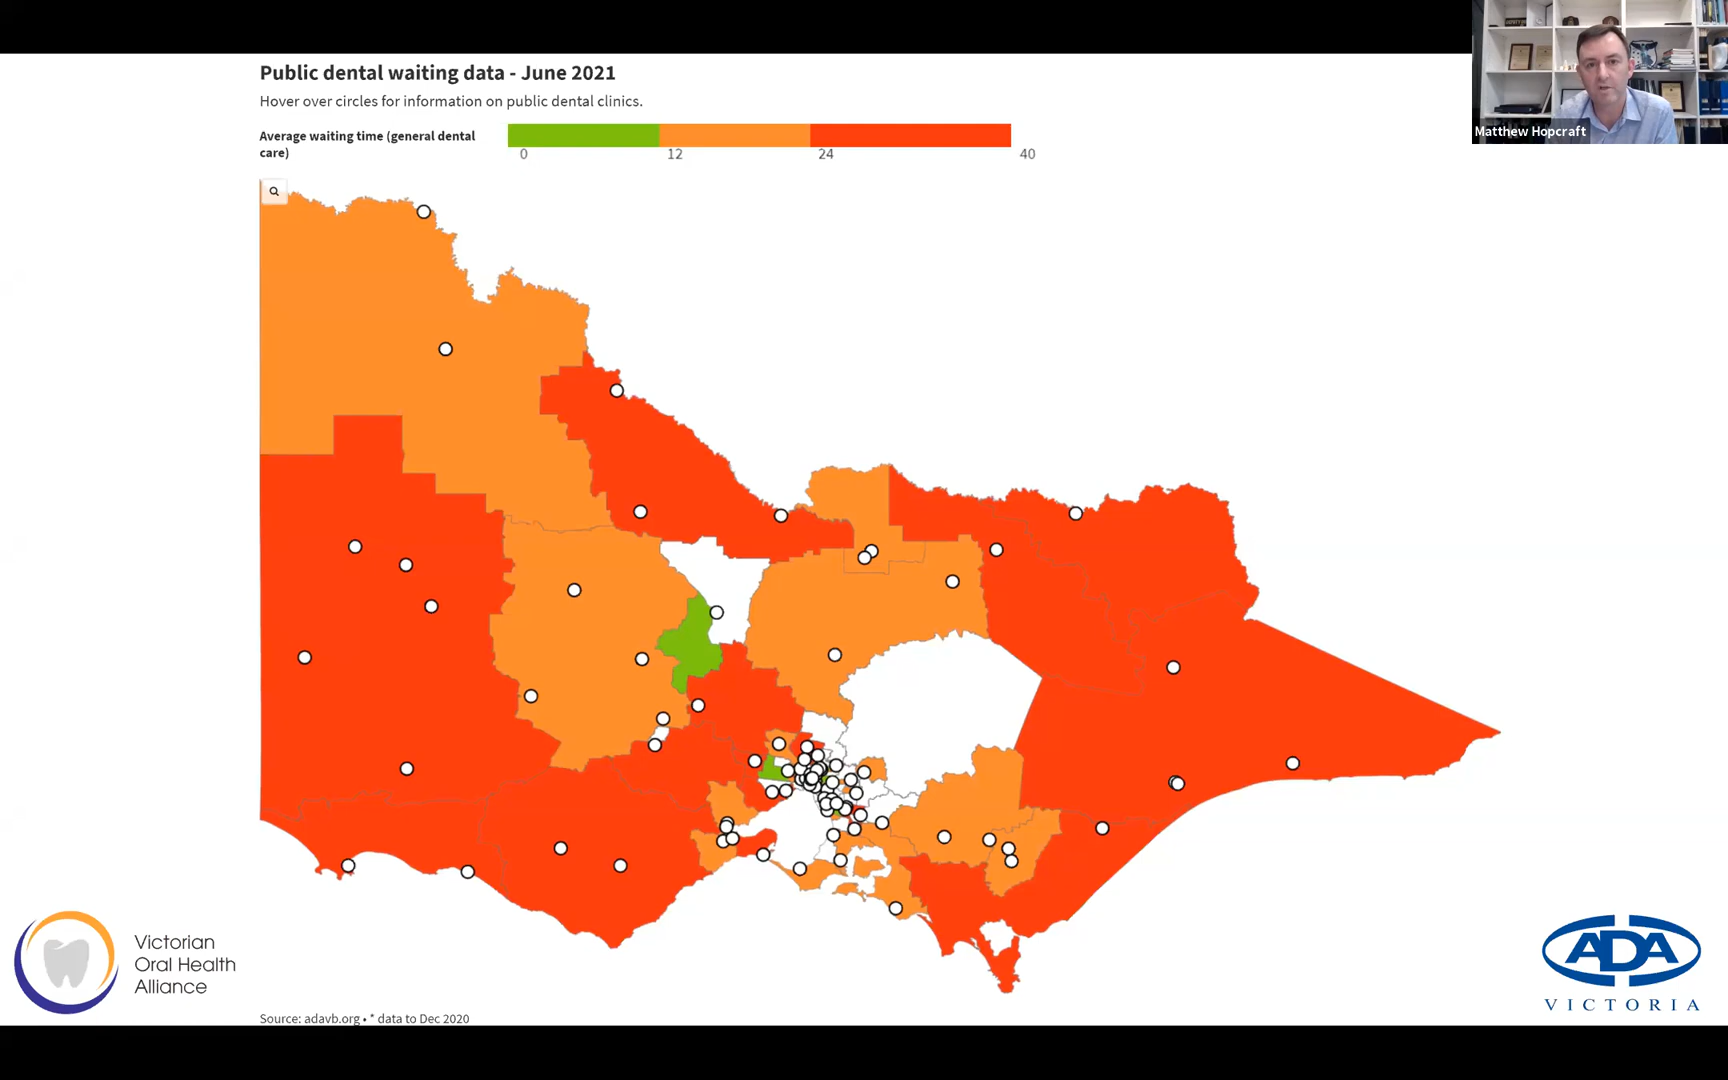 Public dental waiting data - June 2021
Hover over circles for information on public dental clinics.
Average waiting time (general dental
care)
0
12
24
40
Matthew Hopcraft
Victorian
Oral Health
Alliance
ADA
VICTORIA
Source: adavb.org • * data to Dec 2020